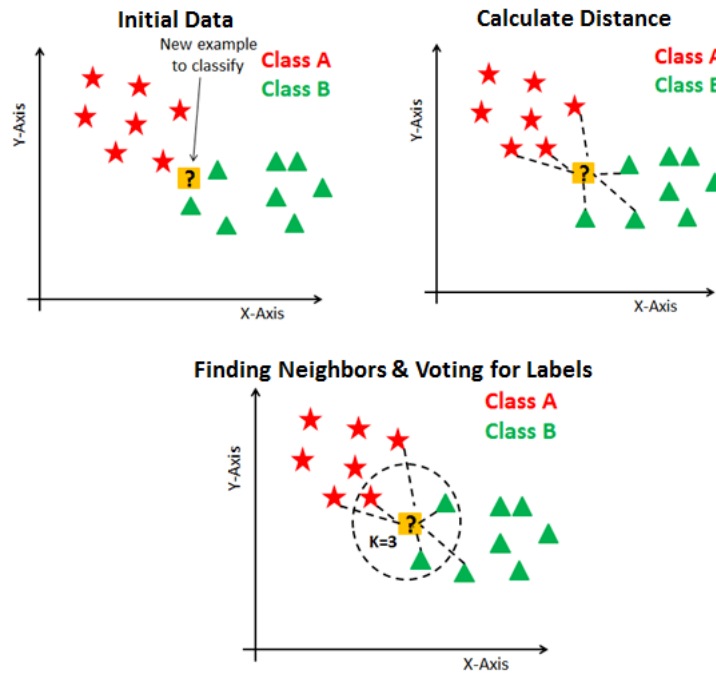 Initial Data
New example
to classify
Class A
Class B
?
Y-Axis
X-Axis
Calculate Distance
Class A
Class B
?
Y-Axis
X-Axis
Finding Neighbors & Voting for Labels
Class A
Class B
?
K=3
Y-Axis
X-Axis